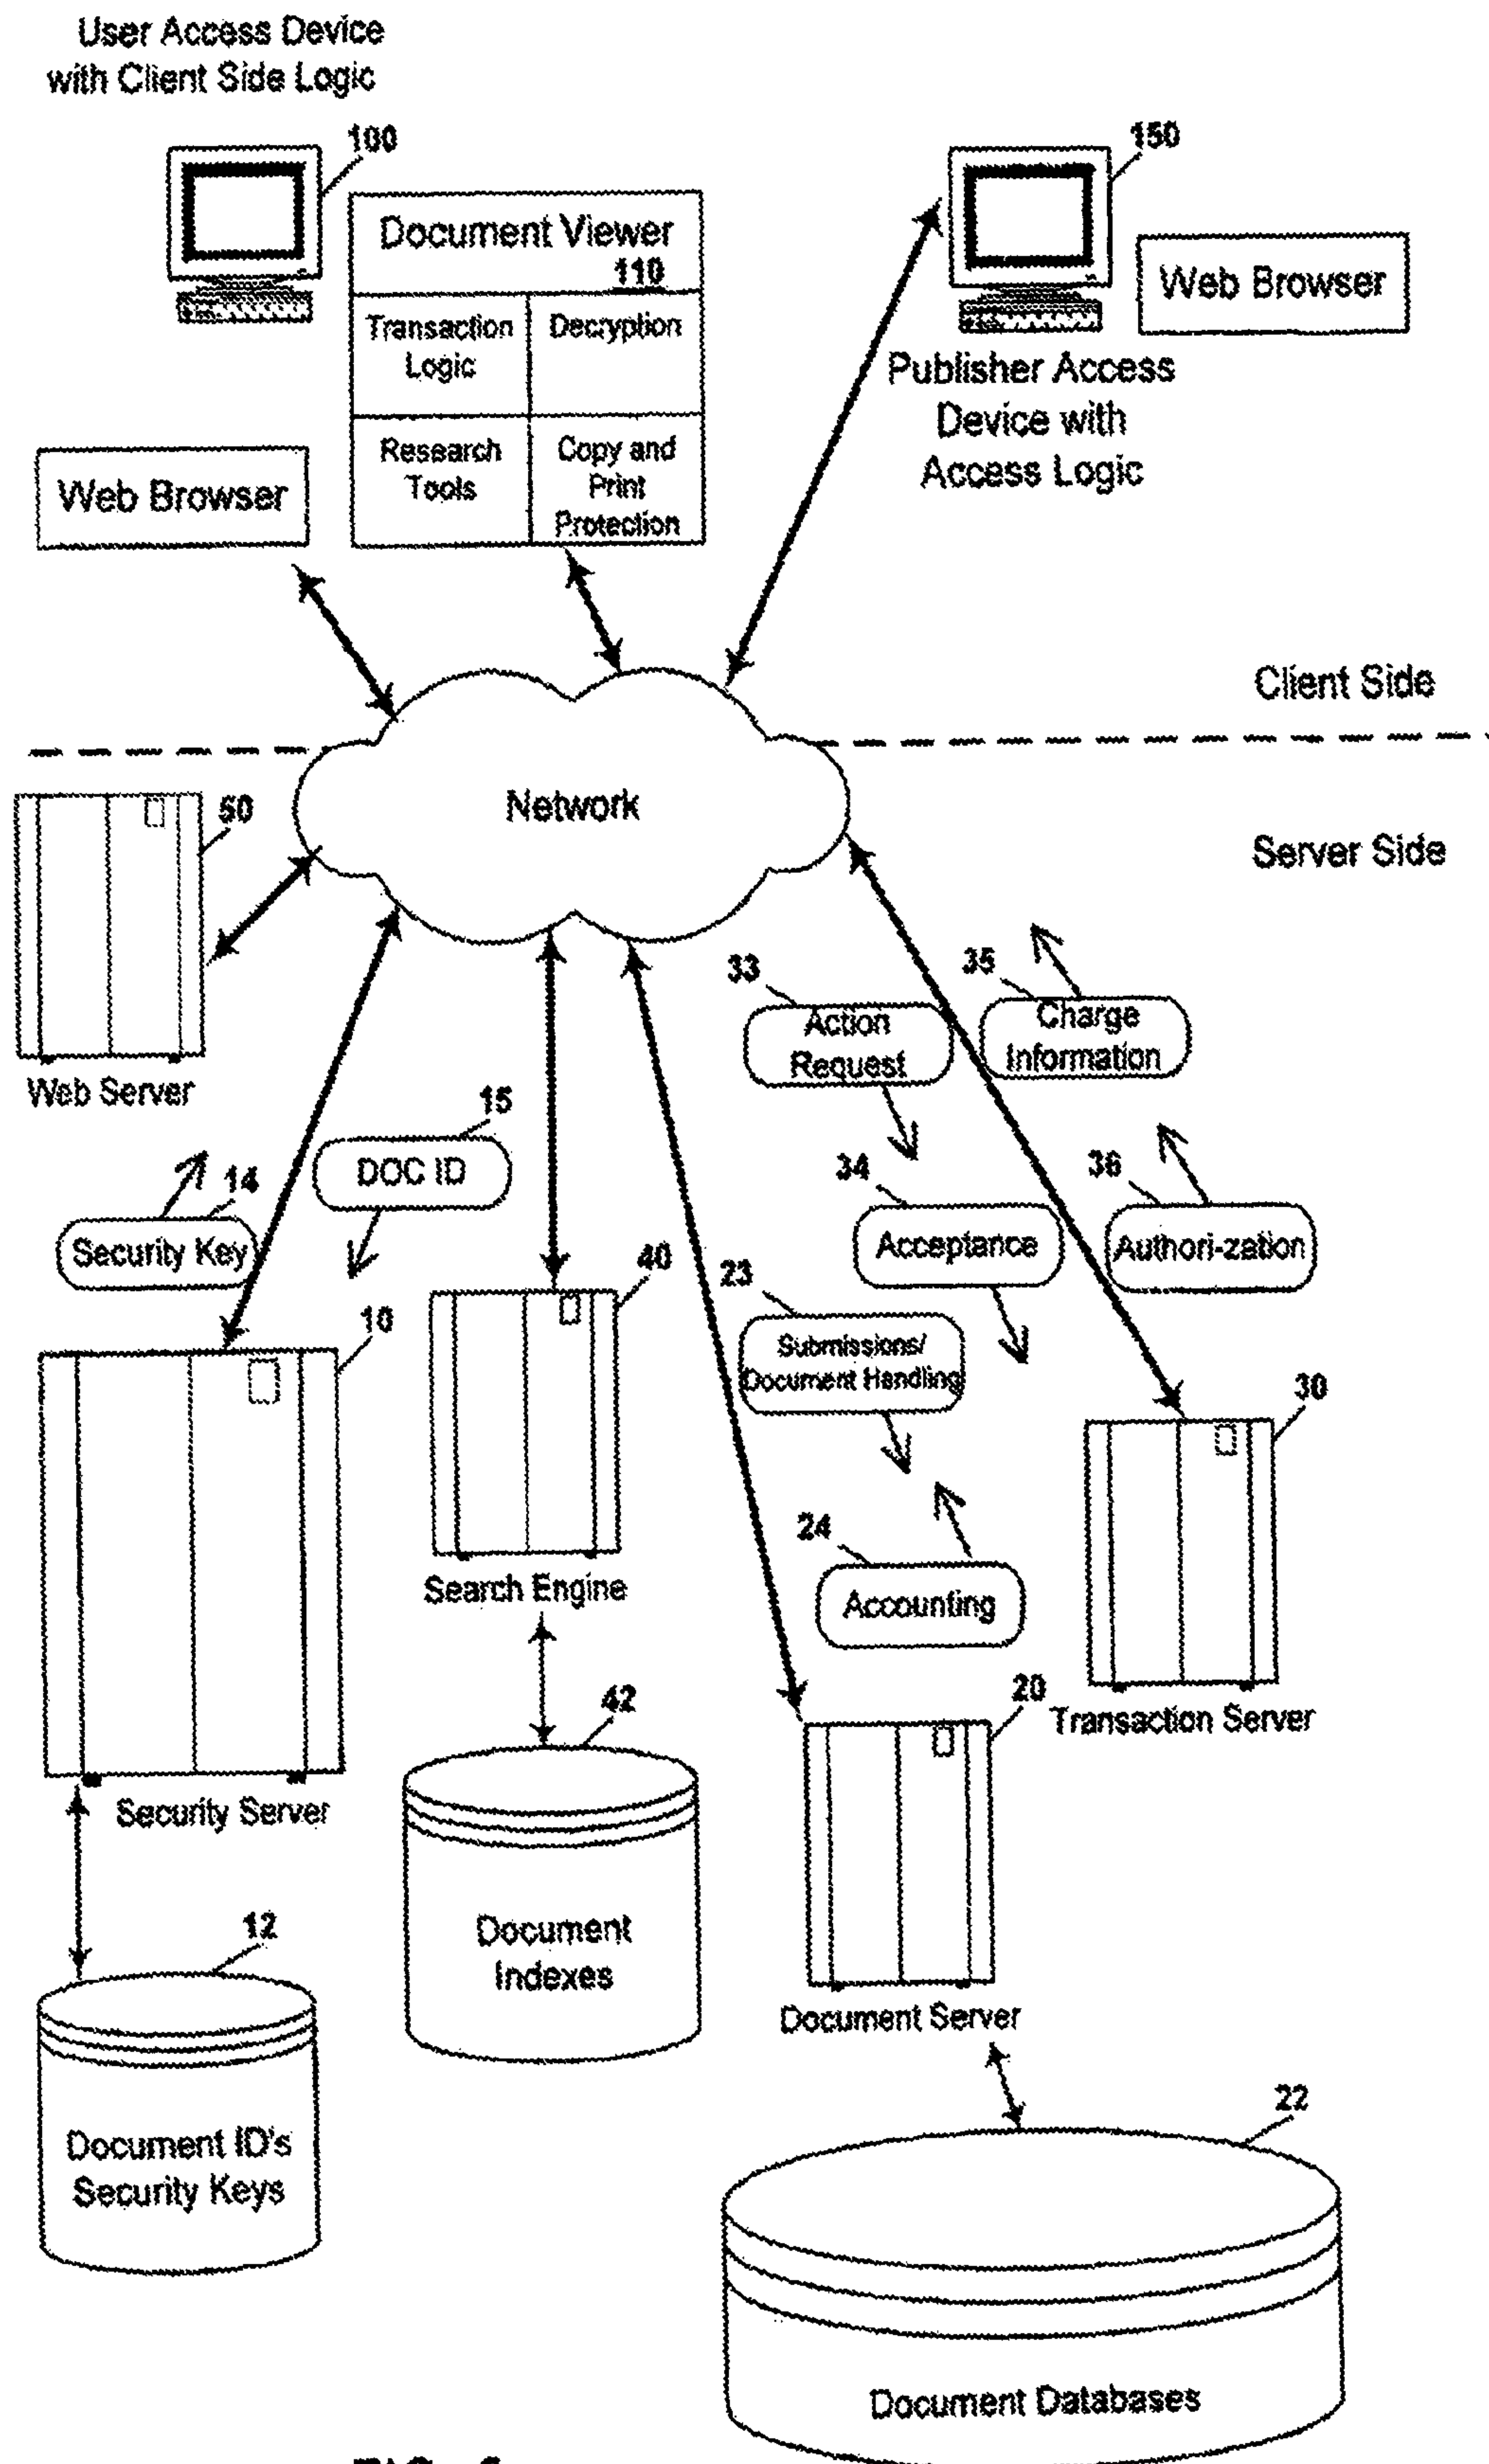 User Access Device
with Client Side Logic
100
150
Document Viewer
110
Transaction
Logic
Decryption
Research
Tools
Copy and
Print
Protection
Web Browser
Web Browser
Publisher Access
Device with
Access Logic
Client Side
Network
Server Side
Web Server
33
Action
Request
35
Charge
Information
15
DOC ID
14
Security Key
34
Acceptance
36
Authori-zation
10
40
23
Submissions/
Document Handling
30
24
Accounting
Search Engine
42
20
Transaction Server
Security Server
12
Document
Indexes
Document Server
Document ID's
Security Keys
22
Document Databases